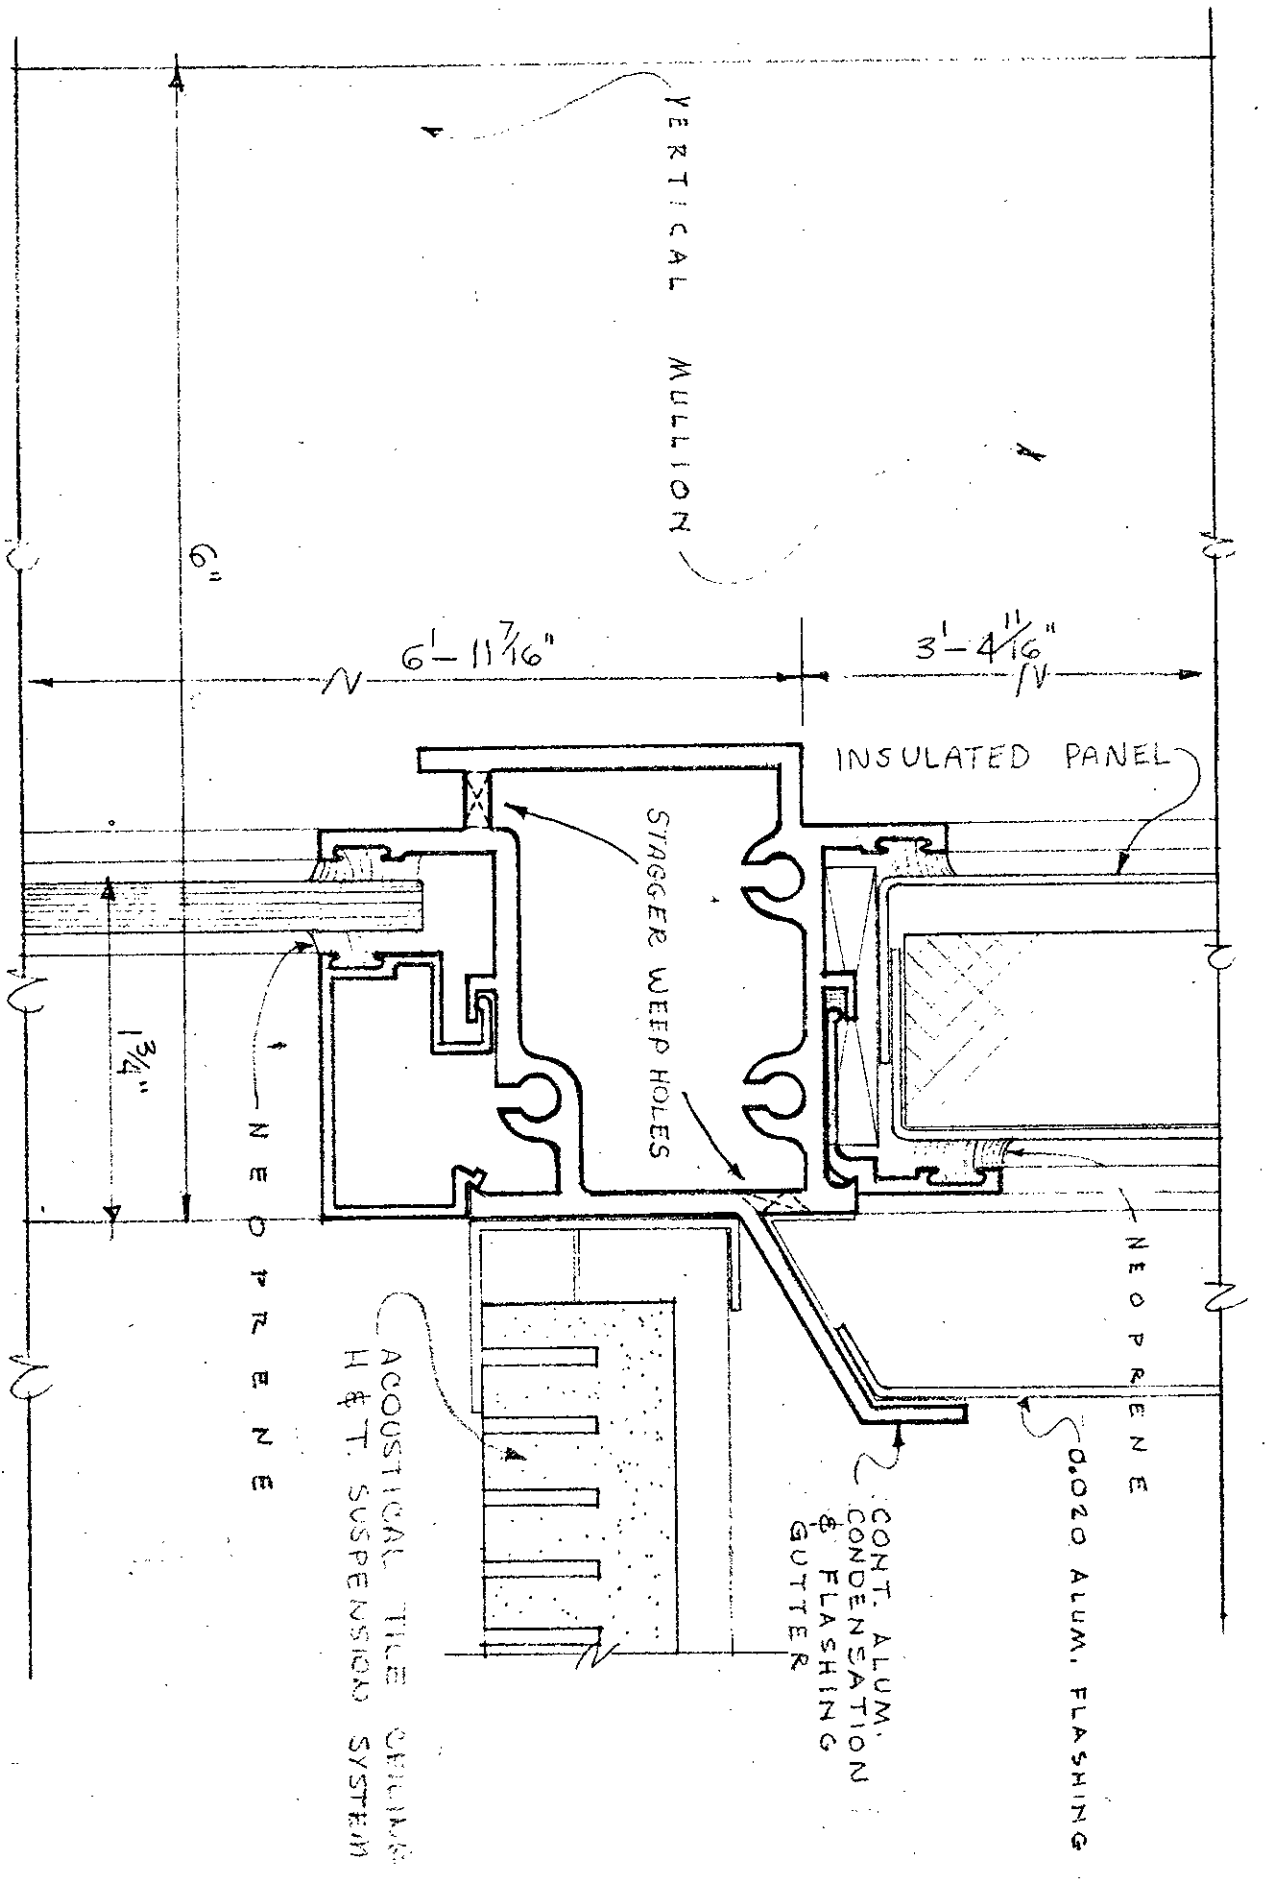 VERTICAL MULLION
6"
6'-11 7/16"
3'-4 11/16"
INSULATED PANEL
STAGGER WEEP HOLES
1 3/4"
NEOPRENE
NEOPRENE
0.020 ALUM. FLASHING
CONT. ALUM.
CONDENSATION
& FLASHING
GUTTER
ACOUSTICAL TILE CEILING
H & T. SUSPENSION SYSTEM